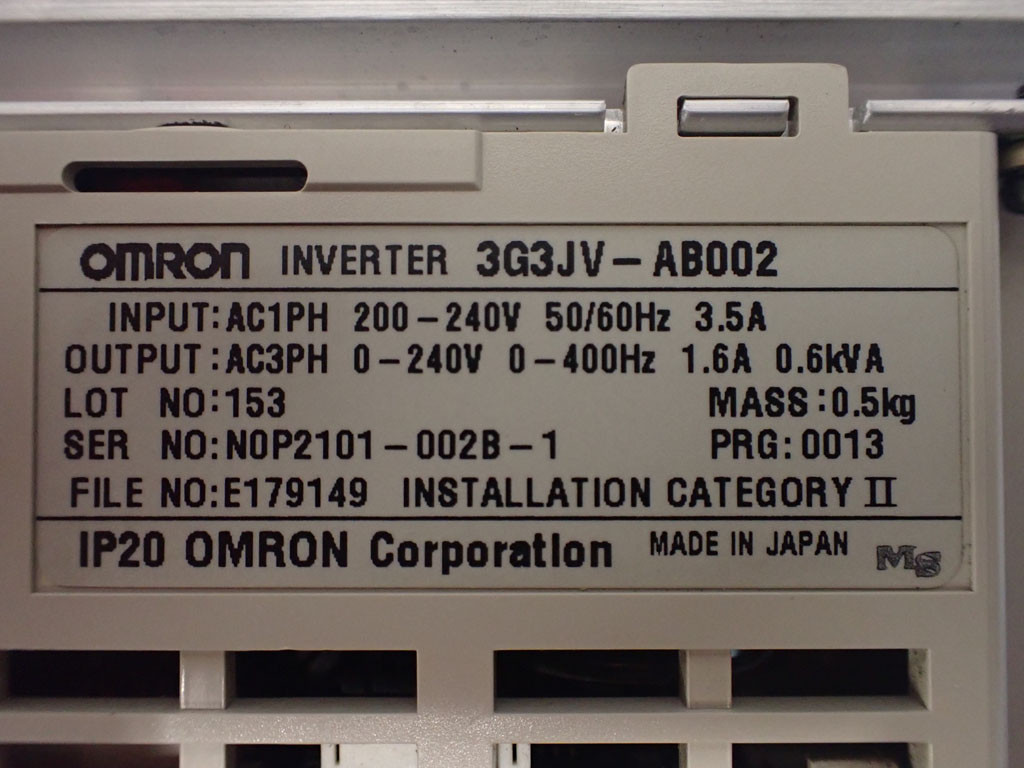 OMRON INVERTER 3G3JV-AB002
INPUT:AC1PH 200-240V 50/60Hz 3.5A
OUTPUT:AC3PH 0-240V 0-400Hz 1.6A 0.6kVA
LOT NO:153 MASS:0.5kg
SER NO:N0P2101-002B-1 PRG:0013
FILE NO:E179149 INSTALLATION CATEGORY II
IP20 OMRON Corporation MADE IN JAPAN MS